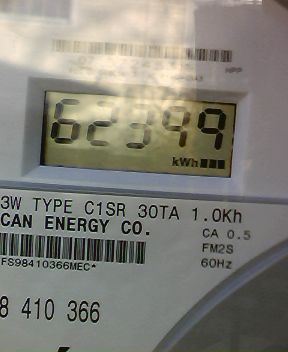 HPP
62399
kWh
3W TYPE C1SR 30TA 1.0Kh
CAN ENERGY CO.
CA 0.5
FM2S
60Hz
FS98410366MEC*
8 410 366